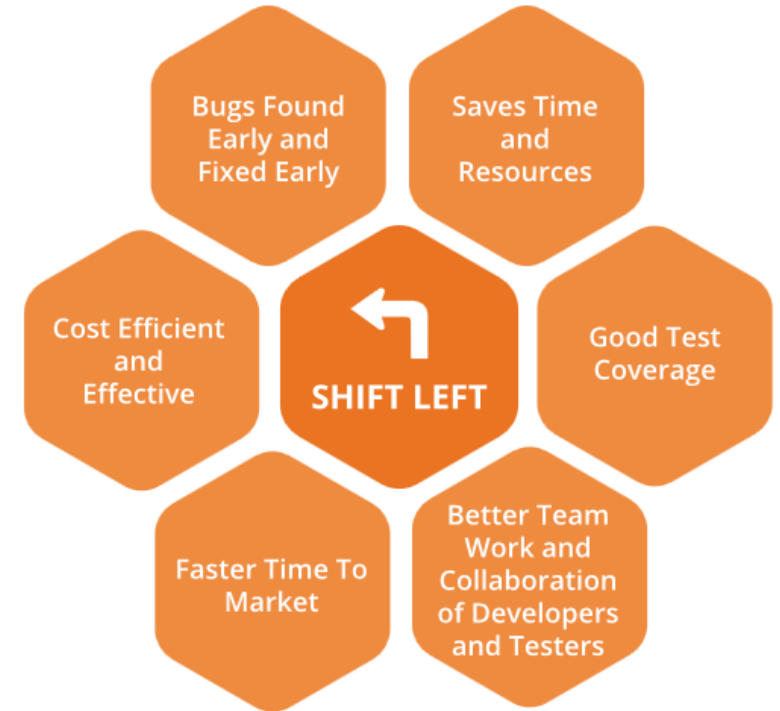 Bugs Found
Early and
Fixed Early
Saves Time
and
Resources
Cost Efficient
and
Effective
SHIFT LEFT
Good Test
Coverage
Faster Time To
Market
Better Team
Work and
Collaboration
of Developers
and Testers